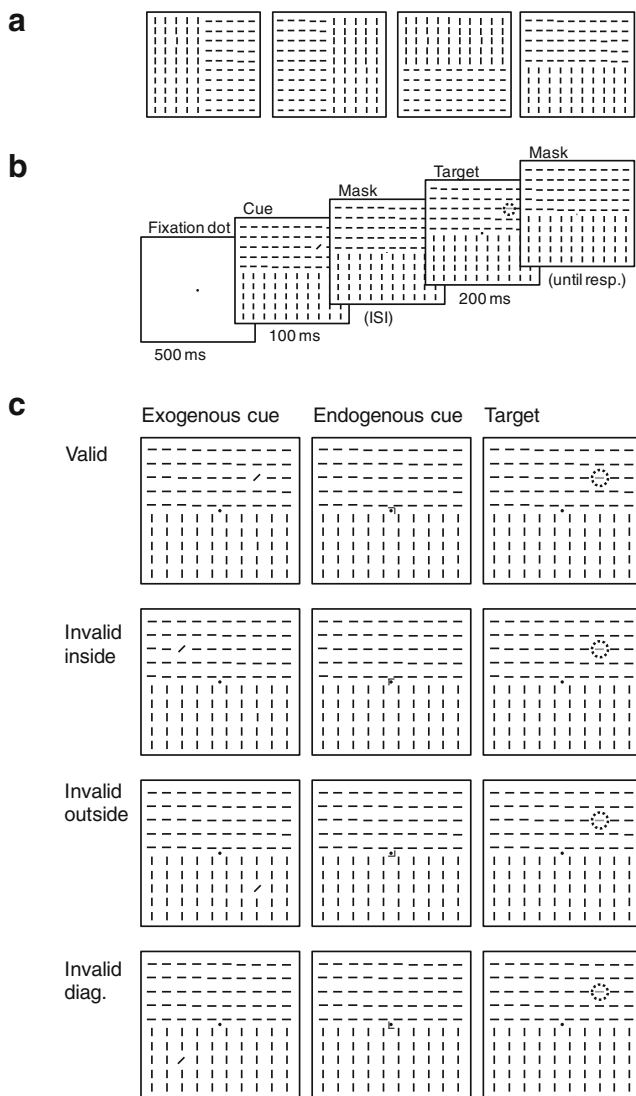 a
b
Fixation dot
Cue
Mask
Target
Mask
500 ms
100 ms
(ISI)
200 ms
(until resp.)
c
Exogenous cue Endogenous cue Target
Valid
Invalid
inside
Invalid
outside
Invalid
diag.